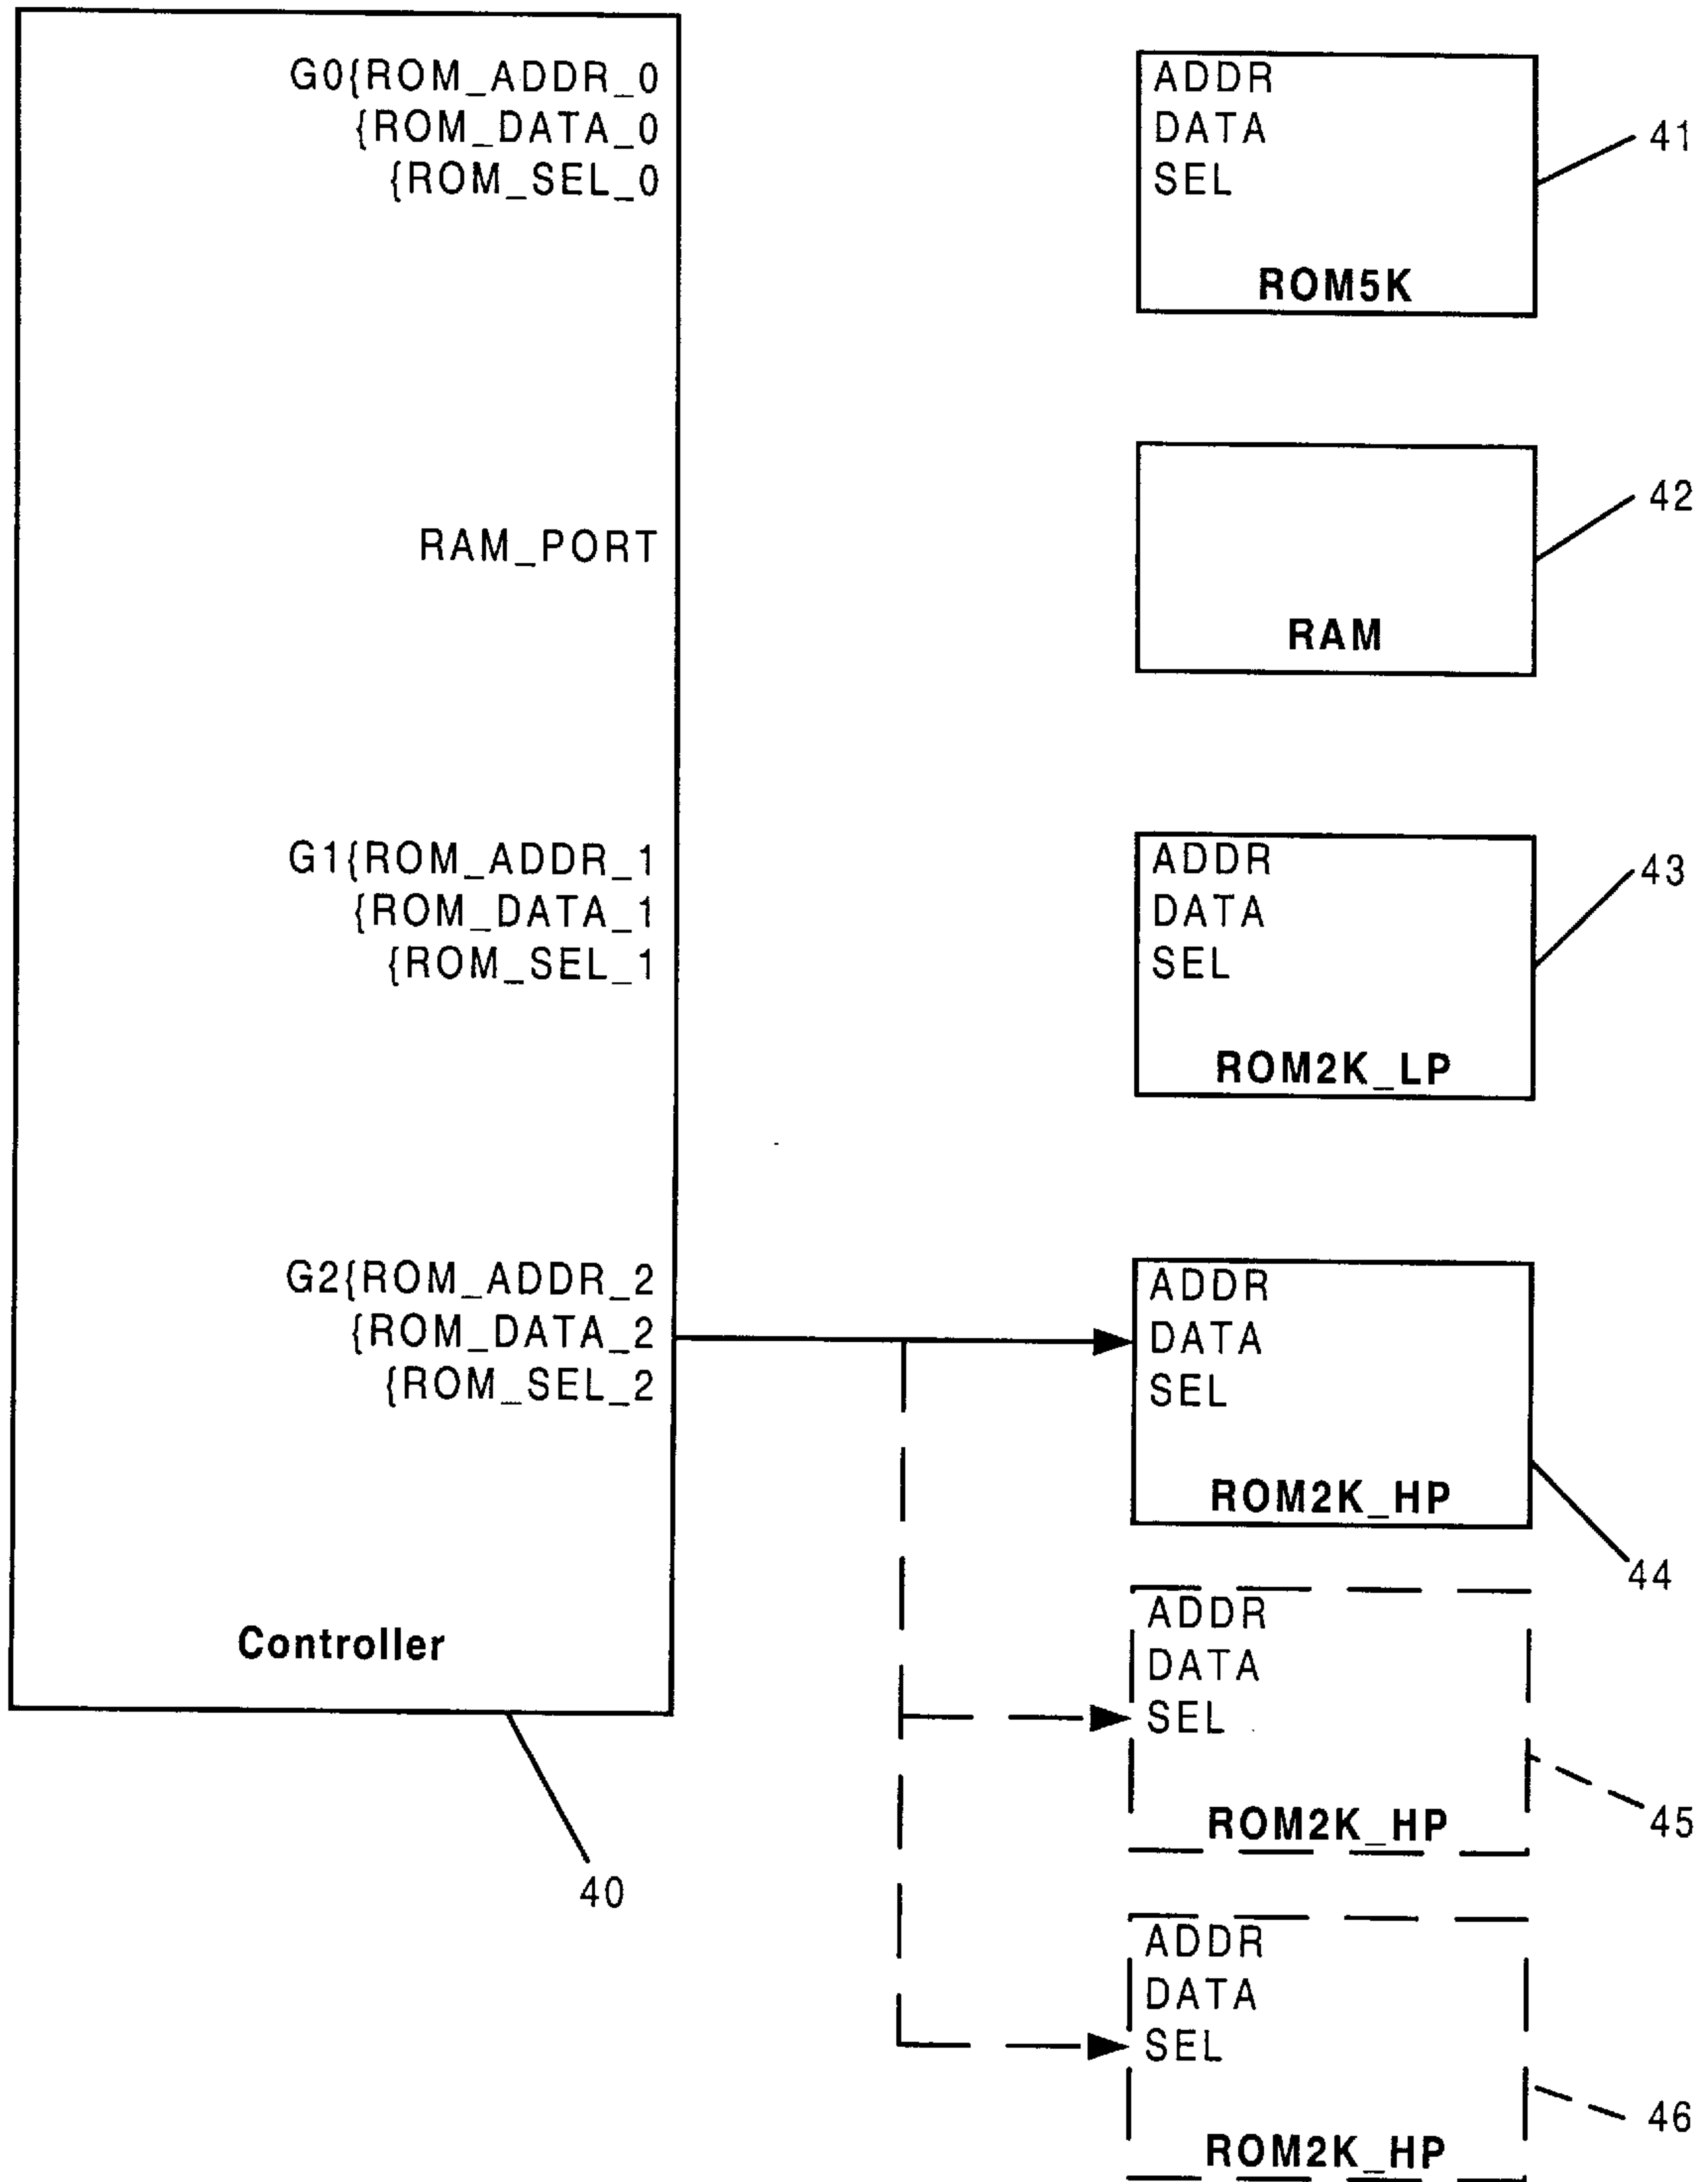 G0{ROM_ADDR_0
{ROM_DATA_0
{ROM_SEL_0
RAM_PORT
G1{ROM_ADDR_1
{ROM_DATA_1
{ROM_SEL_1
G2{ROM_ADDR_2
{ROM_DATA_2
{ROM_SEL_2
Controller
40
ADDR
DATA
SEL
ROM5K
41
RAM
42
ADDR
DATA
SEL
ROM2K_LP
43
ADDR
DATA
SEL
ROM2K_HP
44
ADDR
DATA
SEL
ROM2K_HP
45
ADDR
DATA
SEL
ROM2K_HP
46